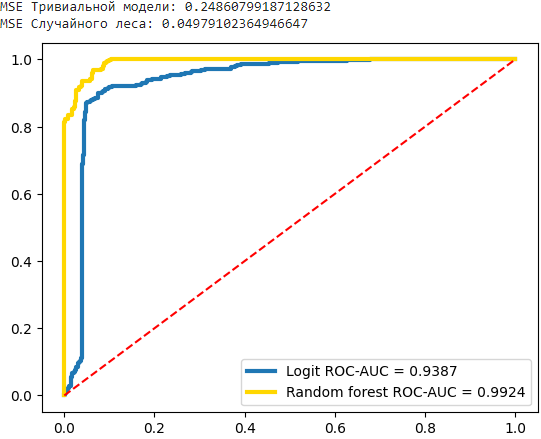 MSE Тривиальной модели: 0.24860799187128632
MSE Случайного леса: 0.04979102364946647
1.0
0.8
0.6
0.4
0.2
0.0
Logit ROC-AUC = 0.9387
Random forest ROC-AUC = 0.9924
0.0 0.2 0.4 0.6 0.8 1.0